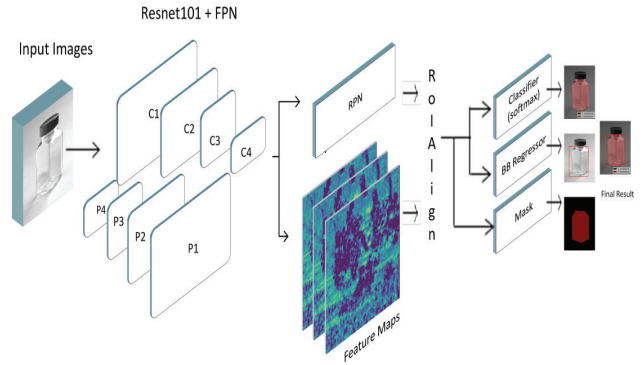 Resnet101 + FPN
Input Images
C1
C2
C3
C4
P4
P3
P2
P1
RPN
Feature Maps
RoIAlign
Classifier
(softmax)
BB Regressor
Mask
Final Result